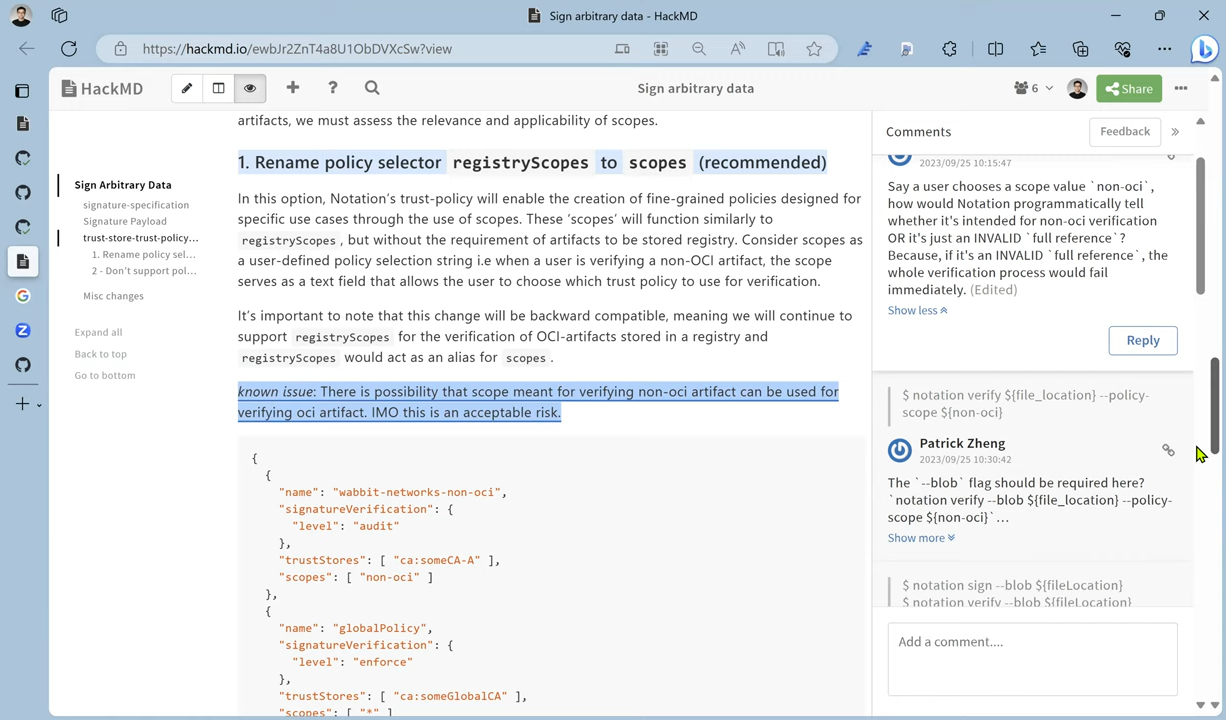 Sign arbitrary data - HackMD
https://hackmd.io/ewbJr2ZnT4a8U1ObDVXcSw?view
HackMD
Sign arbitrary data
6
Share
Sign Arbitrary Data
signature-specification
Signature Payload
trust-store-trust-policy...
1. Rename policy sel...
2 - Don't support pol...
Misc changes
Expand all
Back to top
Go to bottom
artifacts, we must assess the relevance and applicability of scopes.
1. Rename policy selector registryScopes to scopes (recommended)
In this option, Notation's trust-policy will enable the creation of fine-grained policies designed for
specific use cases through the use of scopes. These 'scopes' will function similarly to
registryScopes, but without the requirement of artifacts to be stored registry. Consider scopes as
a user-defined policy selection string i.e when a user is verifying a non-OCI artifact, the scope
serves as a text field that allows the user to choose which trust policy to use for verification.
It's important to note that this change will be backward compatible, meaning we will continue to
support registryScopes for the verification of OCI-artifacts stored in a registry and
registryScopes would act as an alias for scopes.
known issue: There is possibility that scope meant for verifying non-oci artifact can be used for
verifying oci artifact. IMO this is an acceptable risk.
{
{
"name": "wabbit-networks-non-oci",
"signatureVerification": {
"level": "audit"
},
"trustStores": [ "ca:someCA-A" ],
"scopes": [ "non-oci" ]
},
{
"name": "globalPolicy",
"signatureVerification": {
"level": "enforce"
},
"trustStores": [ "ca:someGlobalCA" ],
"scopes": [ "*" ]
Comments
Feedback
2023/09/25 10:15:47
Say a user chooses a scope value `non-oci`,
how would Notation programmatically tell
whether it's intended for non-oci verification
OR it's just an INVALID `full reference`?
Because, if it's an INVALID `full reference`, the
whole verification process would fail
immediately. (Edited)
Show less
Reply
$ notation verify ${file_location} --policy-
scope ${non-oci}
Patrick Zheng
2023/09/25 10:30:42
The `--blob` flag should be required here?
`notation verify --blob ${file_location} --policy-
scope ${non-oci}`...
Show more
$ notation sign --blob ${fileLocation}
$ notation verify --blob ${fileLocation}
Add a comment....